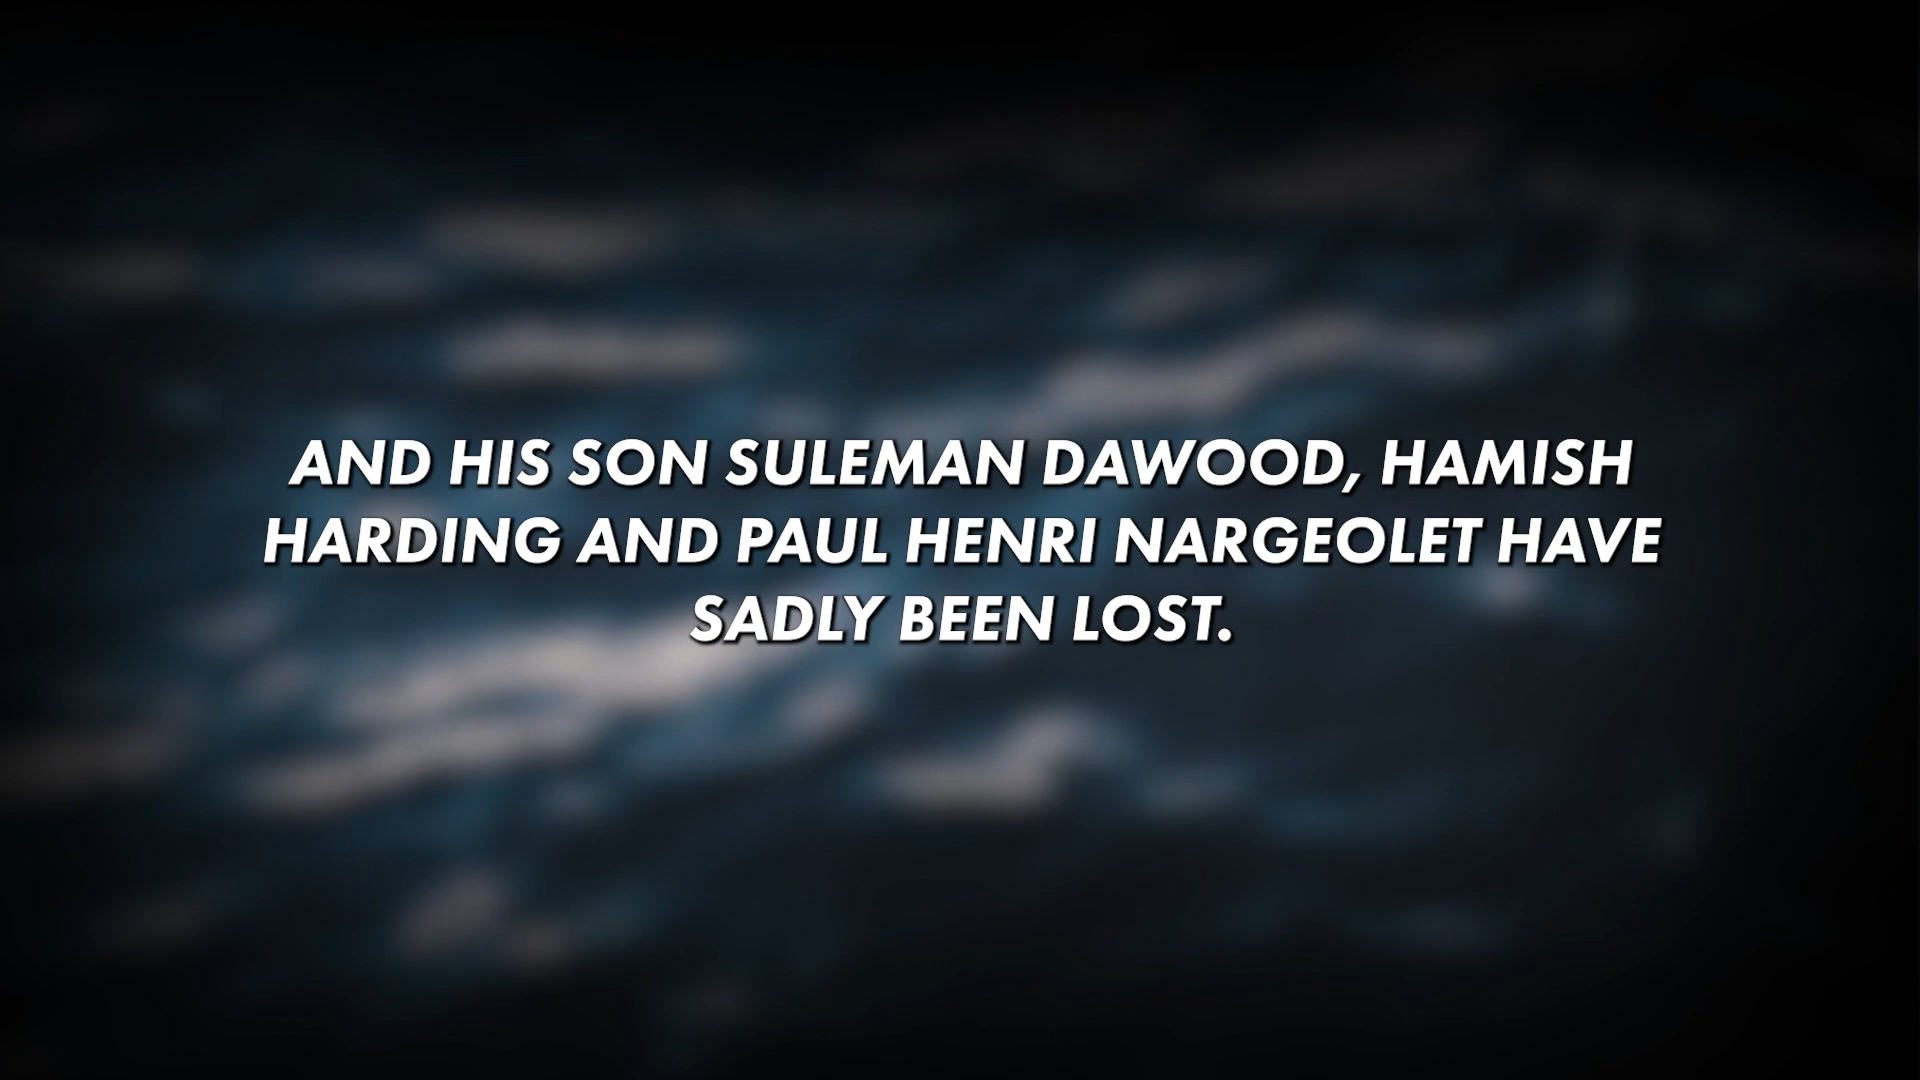 AND HIS SON SULEMAN DAWOOD, HAMISH
HARDING AND PAUL HENRI NARGEOLET HAVE
SADLY BEEN LOST.